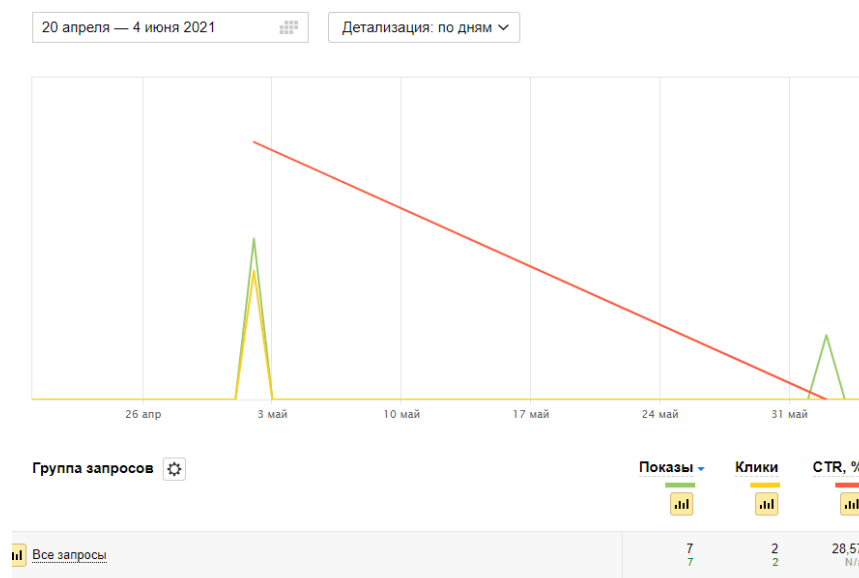 20 апреля — 4 июня 2021
Детализация: по дням
26 апр 3 май 10 май 17 май 24 май 31 май
Группа запросов Показы Клики CTR, %
Все запросы 7 2 28,57
7 2 N/